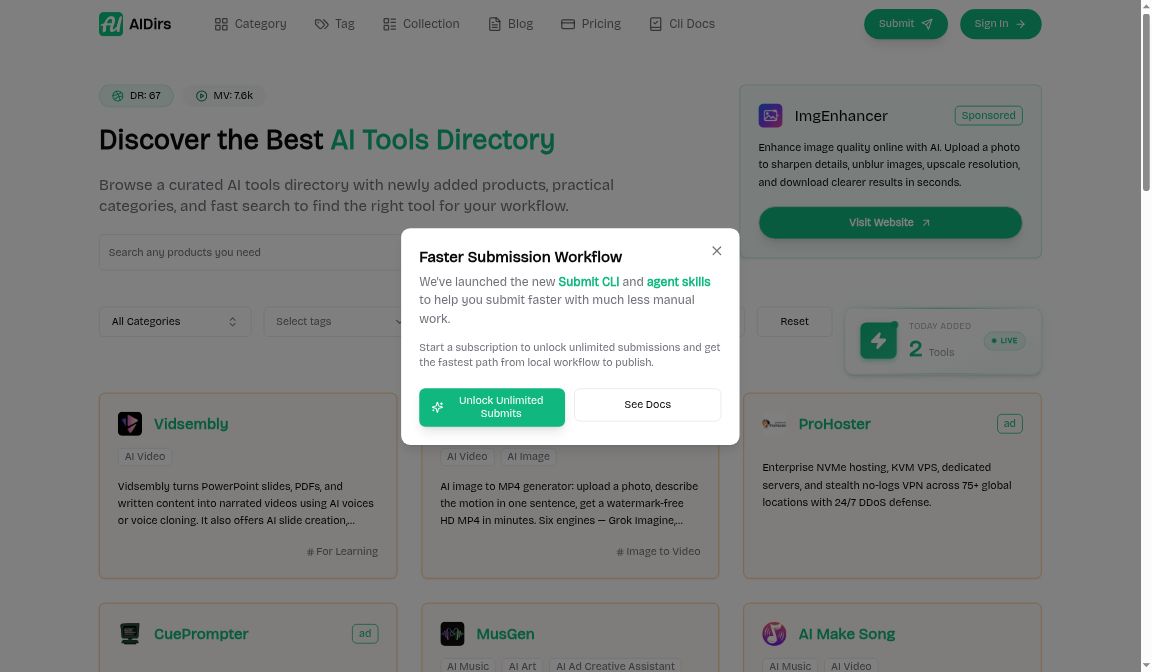 AIDirs
Category
Tag
Collection
Blog
Pricing
Cli Docs
Submit
Sign In
DR: 67
MV: 7.6k
Discover the Best AI Tools Directory
Browse a curated AI tools directory with newly added products, practical
categories, and fast search to find the right tool for your workflow.
Search any products you need
ImgEnhancer
Sponsored
Enhance image quality online with AI. Upload a photo
to sharpen details, unblur images, upscale resolution,
and download clearer results in seconds.
Visit Website
All Categories
Select tags
Reset
TODAY ADDED
2 Tools
LIVE
Faster Submission Workflow
We've launched the new Submit CLI and agent skills
to help you submit faster with much less manual
work.
Start a subscription to unlock unlimited submissions and get
the fastest path from local workflow to publish.
Unlock Unlimited
Submits
See Docs
Vidsembly
AI Video
Vidsembly turns PowerPoint slides, PDFs, and
written content into narrated videos using AI voices
or voice cloning. It also offers AI slide creation,...
# For Learning
AI Video
AI Image
AI image to MP4 generator: upload a photo, describe
the motion in one sentence, get a watermark-free
HD MP4 in minutes. Six engines — Grok Imagine,...
# Image to Video
ProHoster
ad
Enterprise NVMe hosting, KVM VPS, dedicated
servers, and stealth no-logs VPN across 75+ global
locations with 24/7 DDoS defense.
CuePrompter
ad
MusGen
AI Music
AI Art
AI Ad Creative Assistant
AI Make Song
AI Music
AI Video